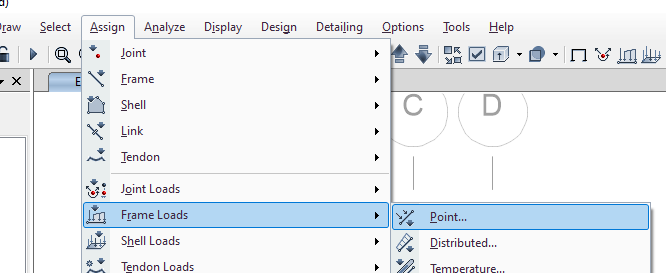 Select Assign Analyze Display Design Detailing Options Tools Help
Joint
Frame
Shell
Link
Tendon
Joint Loads
Frame Loads
Shell Loads
Tendon Loads
Point...
Distributed...
Temperature...
C D